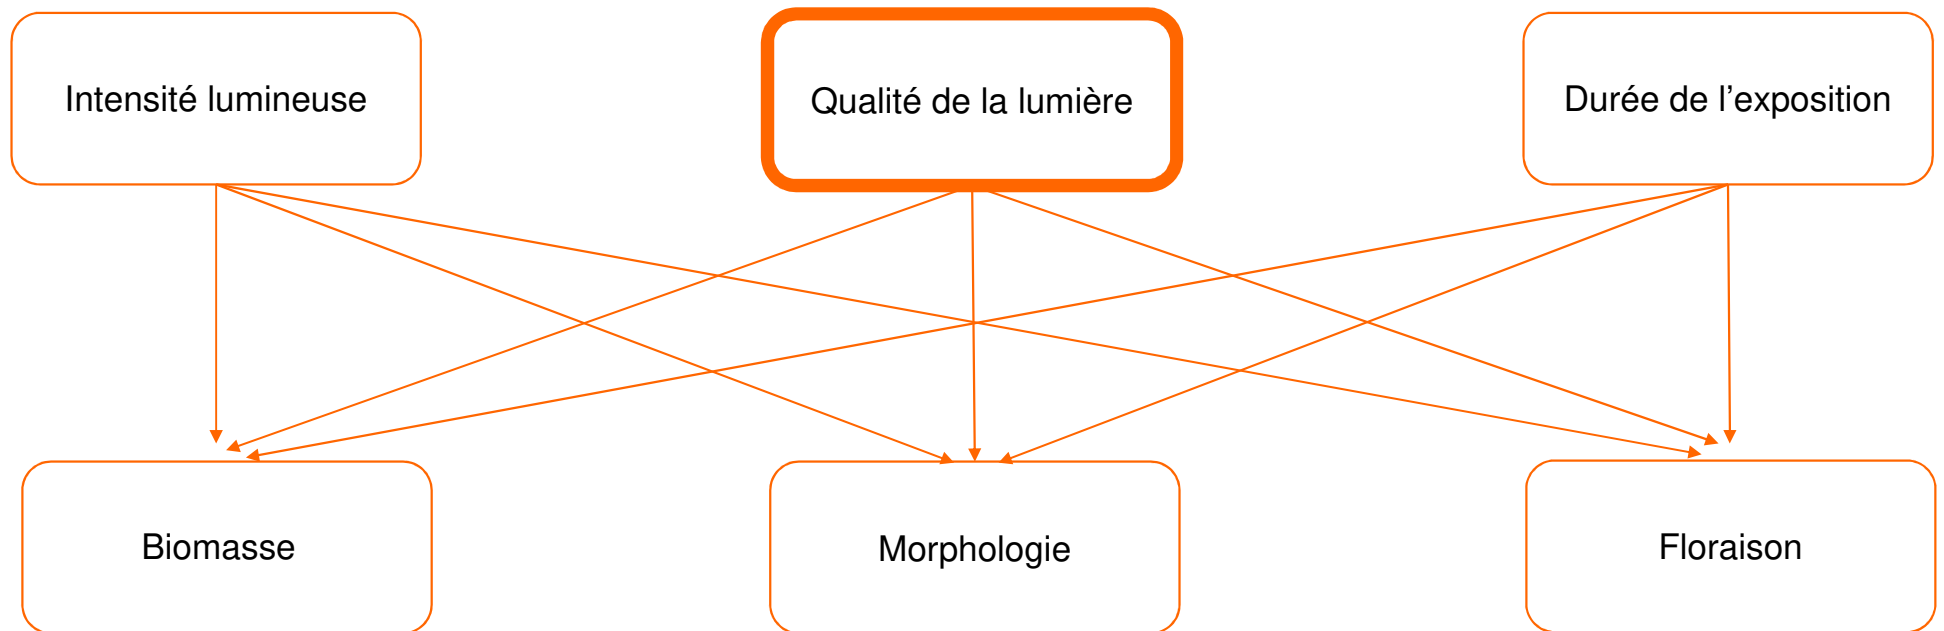 Intensité lumineuse
Qualité de la lumière
Durée de l’exposition
Biomasse
Morphologie
Floraison